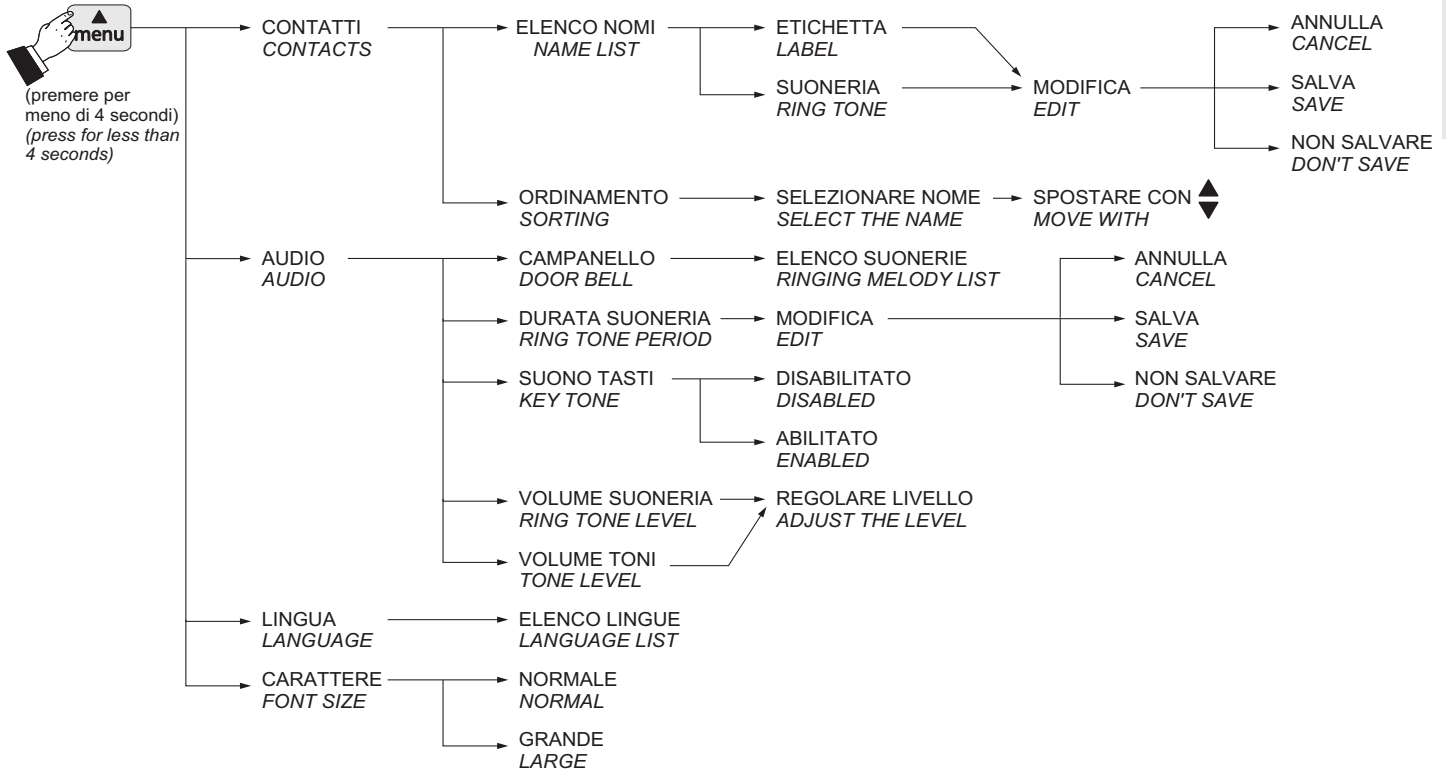 menu
(premere per
meno di 4 secondi)
(press for less than
4 seconds)
CONTATTI
CONTACTS
ELENCO NOMI
NAME LIST
ETICHETTA
LABEL
SUONERIA
RING TONE
MODIFICA
EDIT
ANNULLA
CANCEL
SALVA
SAVE
NON SALVARE
DON'T SAVE
ORDINAMENTO
SORTING
SELEZIONARE NOME
SELECT THE NAME
SPOSTARE CON
MOVE WITH
AUDIO
AUDIO
CAMPANELLO
DOOR BELL
ELENCO SUONERIE
RINGING MELODY LIST
DURATA SUONERIA
RING TONE PERIOD
MODIFICA
EDIT
ANNULLA
CANCEL
SALVA
SAVE
NON SALVARE
DON'T SAVE
SUONO TASTI
KEY TONE
DISABILITATO
DISABLED
ABILITATO
ENABLED
VOLUME SUONERIA
RING TONE LEVEL
REGOLARE LIVELLO
ADJUST THE LEVEL
VOLUME TONI
TONE LEVEL
LINGUA
LANGUAGE
ELENCO LINGUE
LANGUAGE LIST
CARATTERE
FONT SIZE
NORMALE
NORMAL
GRANDE
LARGE